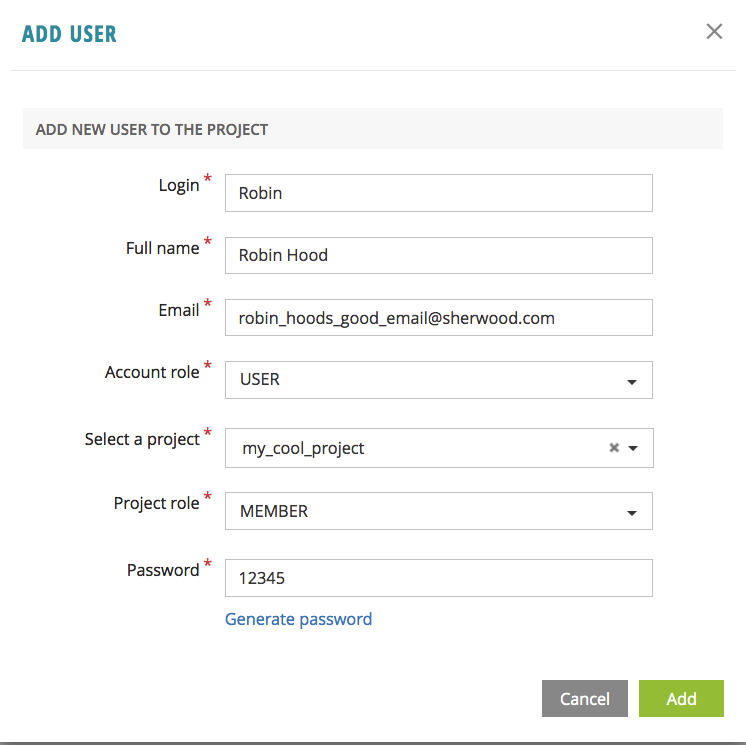 ADD USER
ADD NEW USER TO THE PROJECT
Login * Robin
Full name * Robin Hood
Email * robin_hoods_good_email@sherwood.com
Account role * USER
Select a project * my_cool_project
Project role * MEMBER
Password * 12345
Generate password
Cancel Add